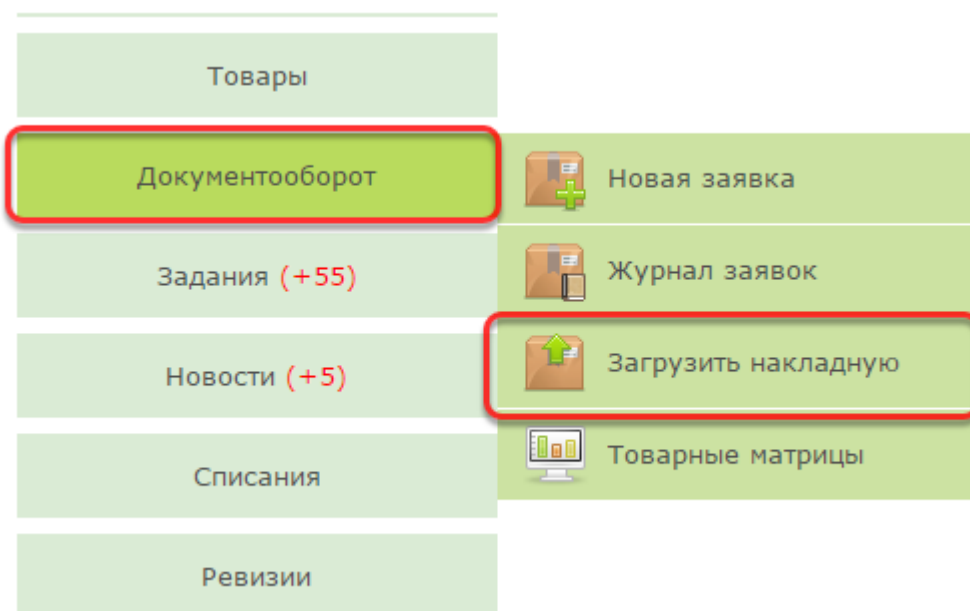 Товары
Документооборот
Задания (+55)
Новости (+5)
Списания
Ревизии
Новая заявка
Журнал заявок
Загрузить накладную
Товарные матрицы